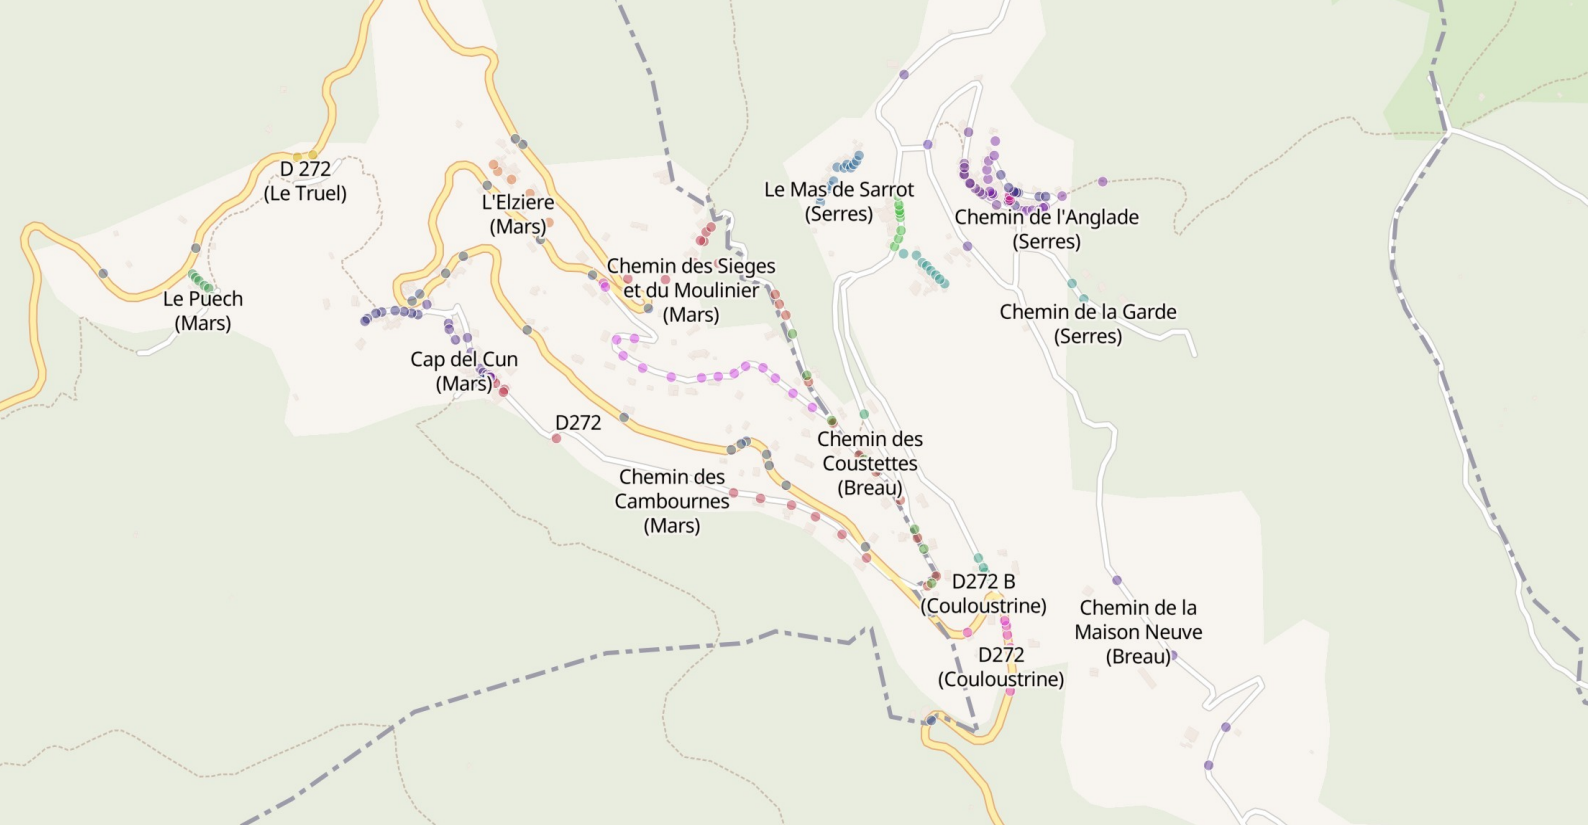 D 272
(Le Truel)
L'Elziere
(Mars)
Le Mas de Sarrot
(Serres)
Chemin de l'Anglade
(Serres)
Le Puech
(Mars)
Chemin des Sieges
et du Moulinier
(Mars)
Chemin de la Garde
(Serres)
Cap del Cun
(Mars)
D272
Chemin des
Coustettes
(Breau)
Chemin des
Cambournes
(Mars)
D272 B
(Couloustrine)
Chemin de la
Maison Neuve
(Breau)
D272
(Couloustrine)